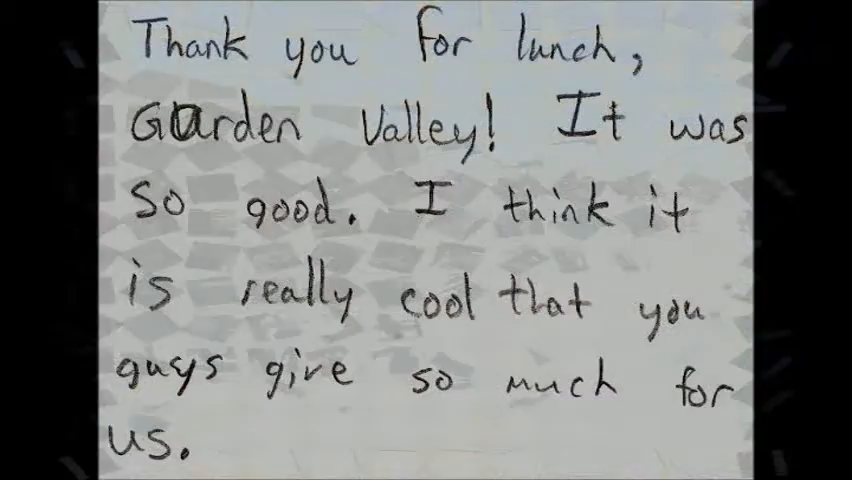 Thank you for lunch,
Garden Valley! It was
so good. I think it
is really cool that you
guys give so much for
us.